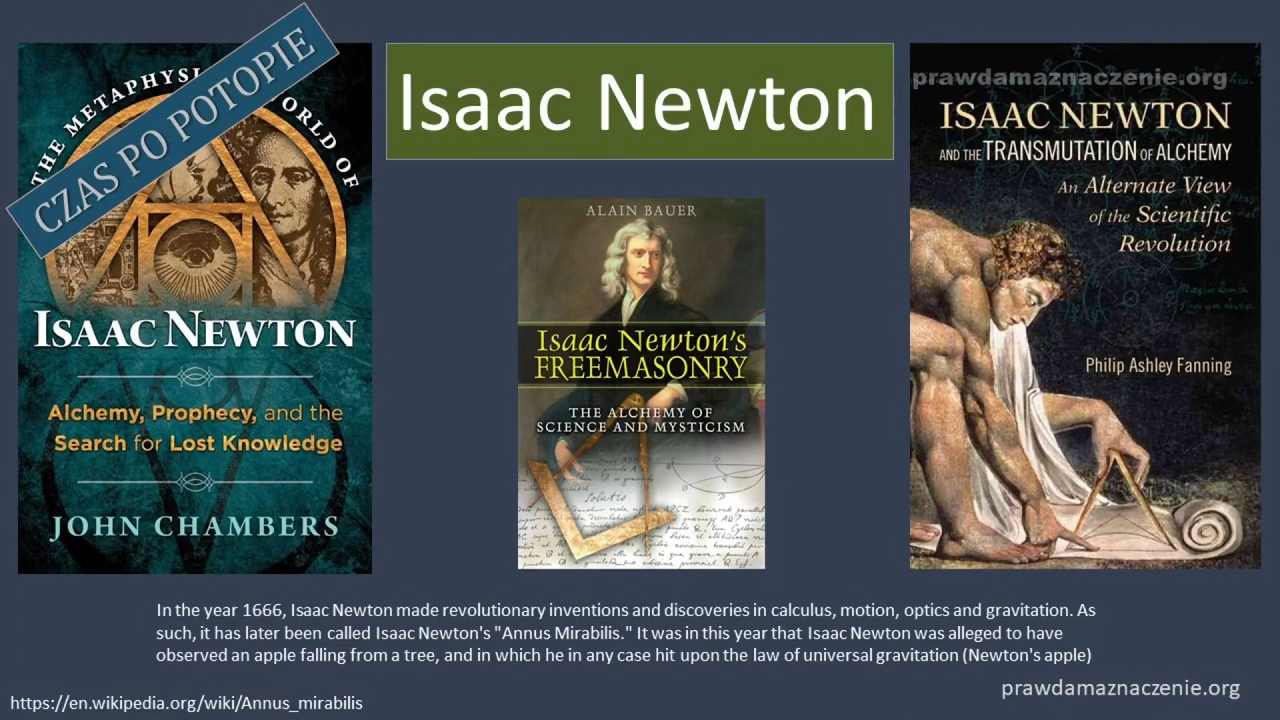 CZAS PO POTOPIE
THE METAPHYSI ORLD OF
ISAAC NEWTON
Alchemy, Prophecy, and the
Search for Lost Knowledge
JOHN CHAMBERS
Isaac Newton
ALAIN BAUER
Isaac Newton's
FREEMASONRY
THE ALCHEMY OF
SCIENCE AND MYSTICISM
prawdamaznaczenie.org
ISAAC NEWTON
AND THE TRANSMUTATION OF ALCHEMY
An Alternate View
of the Scientific
Revolution
Philip Ashley Fanning
In the year 1666, Isaac Newton made revolutionary inventions and discoveries in calculus, motion, optics and gravitation. As
such, it has later been called Isaac Newton's "Annus Mirabilis." It was in this year that Isaac Newton was alleged to have
observed an apple falling from a tree, and in which he in any case hit upon the law of universal gravitation (Newton's apple)
prawdamaznaczenie.org
https://en.wikipedia.org/wiki/Annus_mirabilis